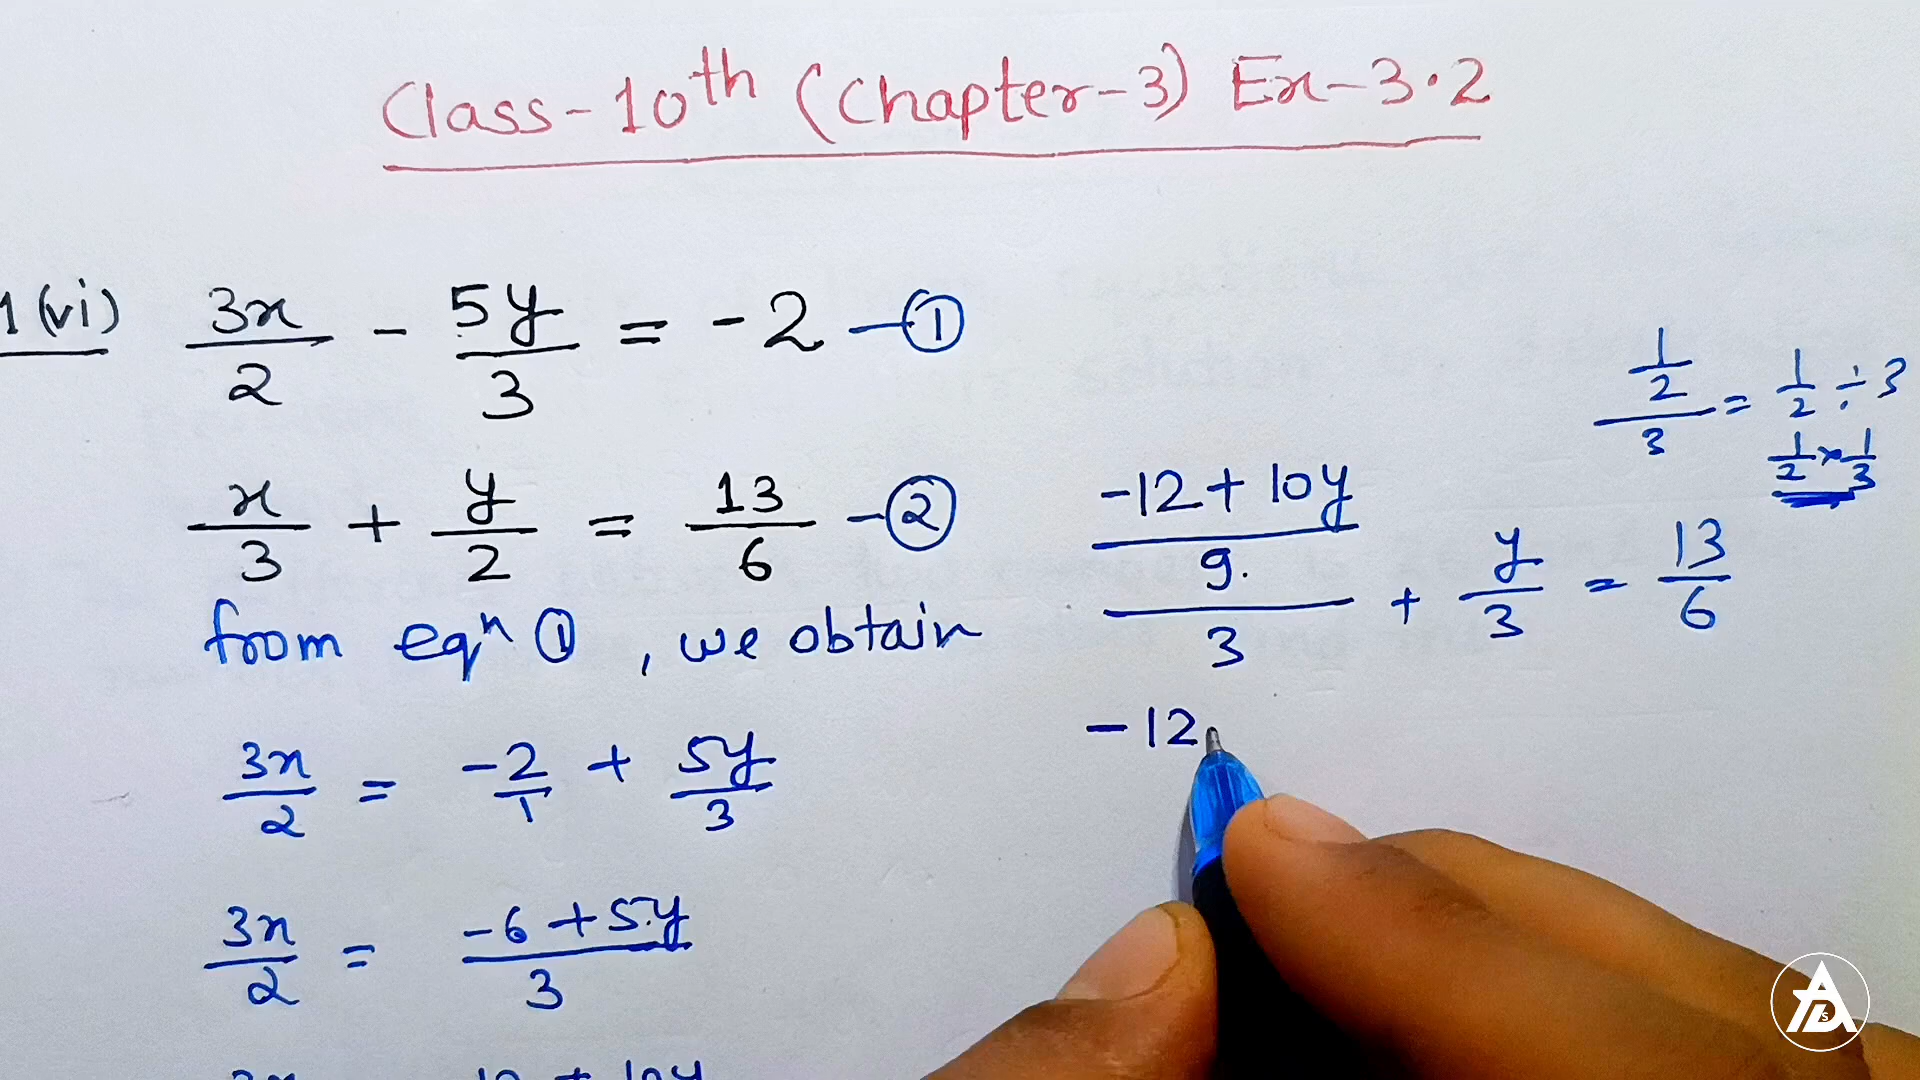 Class-10th (Chapter-3) Ex-3.2
1(vi) 3x/2 - 5y/3 = -2 —①
x/3 + y/2 = 13/6 —②
from eqn ①, we obtain
3x/2 = -2/1 + 5y/3
3x/2 = -6+5y/3
1/2/3 = 1/2 ÷ 3
1/2 × 1/3
-12+10y/9./3 + y/3 = 13/6
-12